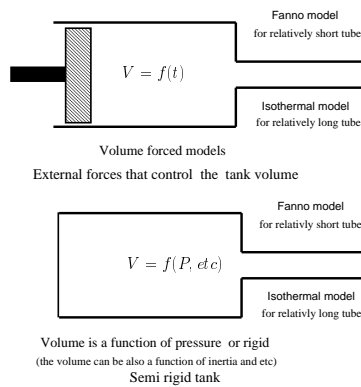 Fanno model
for relatively short tube
V = f(t)
Isothermal model
for relatively long tube
Volume forced models
External forces that control the tank volume
Fanno model
for relativly short tube
V = f(P, etc)
Isothermal model
for relativly long tube
Volume is a function of pressure or rigid
(the volume can be also a function of inertia and etc)
Semi rigid tank